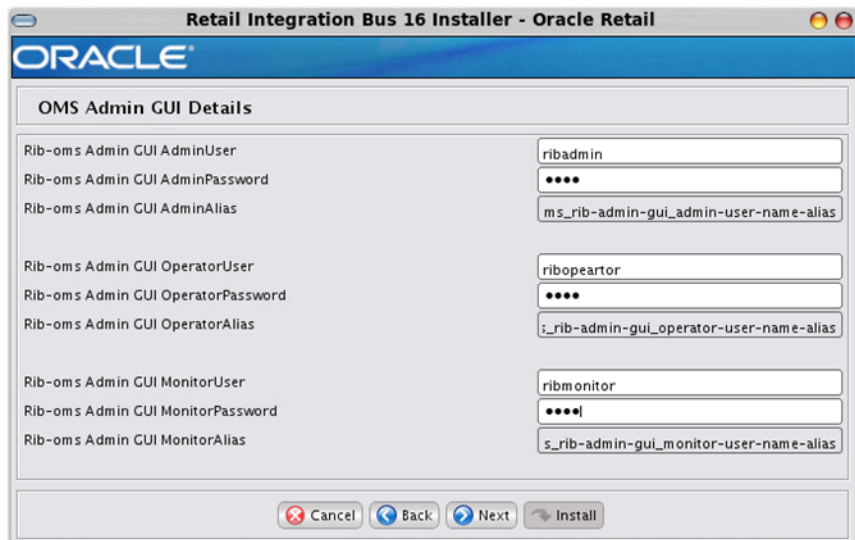 Retail Integration Bus 16 Installer - Oracle Retail
ORACLE®
OMS Admin GUI Details
Rib-oms Admin GUI AdminUser ribadmin
Rib-oms Admin GUI AdminPassword ••••
Rib-oms Admin GUI AdminAlias ms_rib-admin-gui_admin-user-name-alias
Rib-oms Admin GUI OperatorUser ribopeartor
Rib-oms Admin GUI OperatorPassword ••••
Rib-oms Admin GUI OperatorAlias ;_rib-admin-gui_operator-user-name-alias
Rib-oms Admin GUI MonitorUser ribmonitor
Rib-oms Admin GUI MonitorPassword ••••
Rib-oms Admin GUI MonitorAlias s_rib-admin-gui_monitor-user-name-alias
Cancel Back Next Install